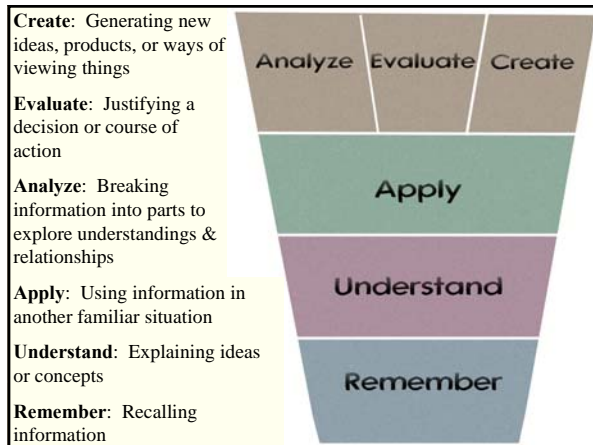 Create: Generating new
ideas, products, or ways of
viewing things
Evaluate: Justifying a
decision or course of
action
Analyze: Breaking
information into parts to
explore understandings &
relationships
Apply: Using information in
another familiar situation
Understand: Explaining ideas
or concepts
Remember: Recalling
information
Analyze Evaluate Create
Apply
Understand
Remember